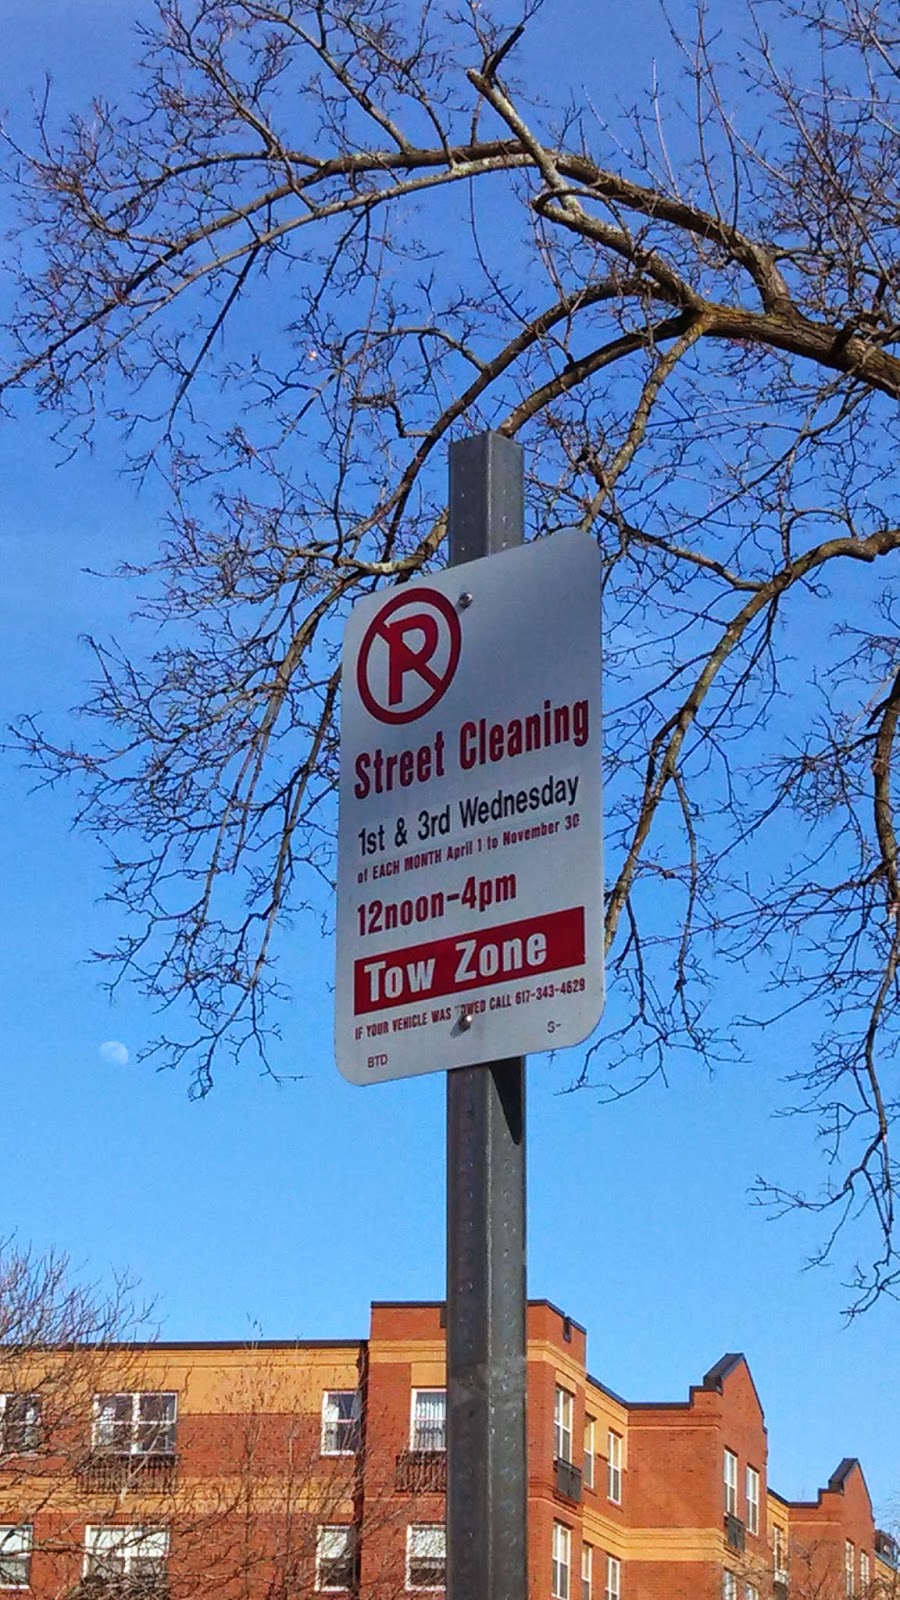 P
Street Cleaning
1st & 3rd Wednesday
of EACH MONTH April 1 to November 30
12noon-4pm
Tow Zone
IF YOUR VEHICLE WAS TOWED CALL 617-343-4629
S-
BTD